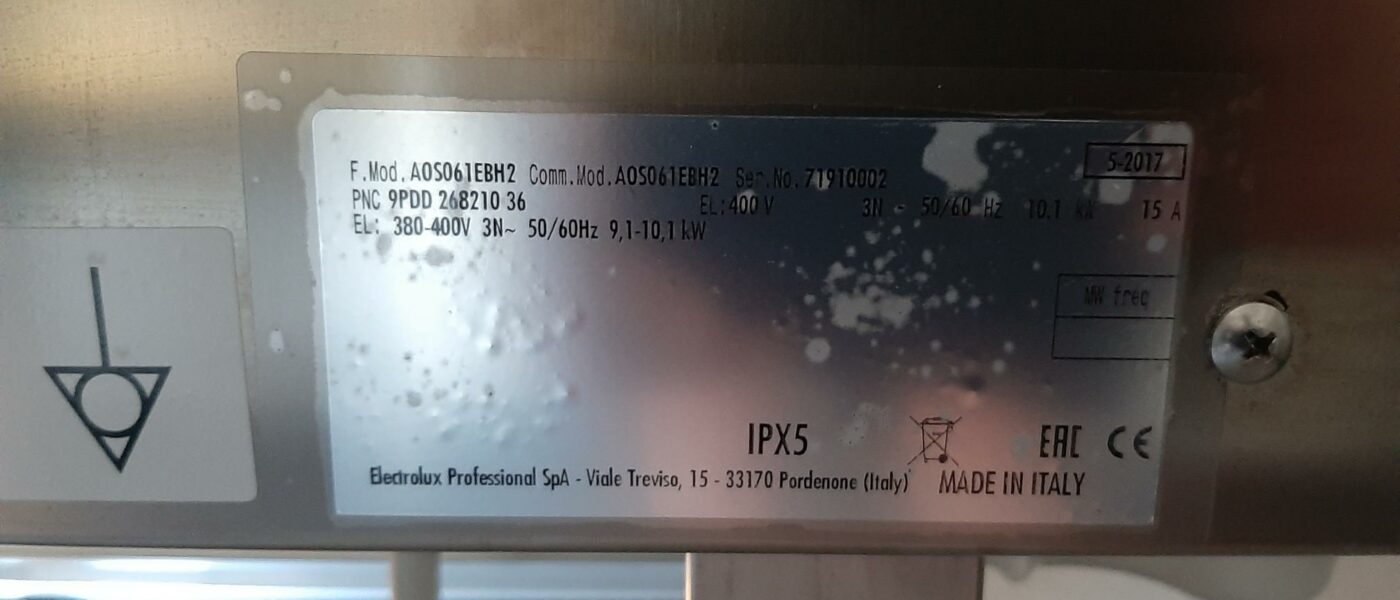 F.Mod. AOS061EBH2 Comm.Mod. AOS061EBH2 Ser.No. 71910002
5-2017
PNC 9PDD 268210 36 EL: 400 V 3N ~ 50/60 Hz 10.1 kW 15 A
EL: 380-400V 3N~ 50/60Hz 9,1-10,1 kW
MW freq
IPX5 EAC CE
Electrolux Professional SpA - Viale Treviso, 15 - 33170 Pordenone (Italy) MADE IN ITALY